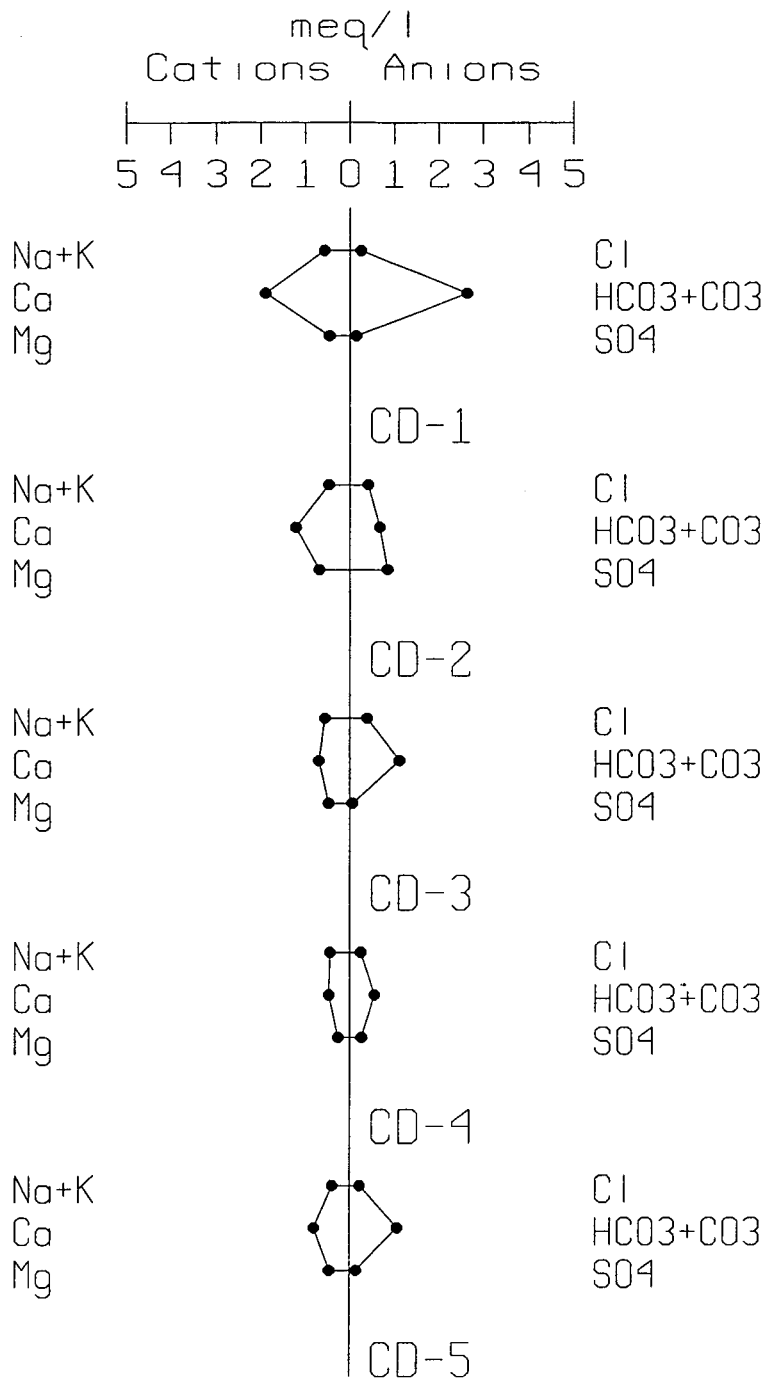 meq/l
Cations Anions
5 4 3 2 1 0 1 2 3 4 5
Na+K Cl
Ca HCO3+CO3
Mg SO4
CD-1
Na+K Cl
Ca HCO3+CO3
Mg SO4
CD-2
Na+K Cl
Ca HCO3+CO3
Mg SO4
CD-3
Na+K Cl
Ca HCO3+CO3
Mg SO4
CD-4
Na+K Cl
Ca HCO3+CO3
Mg SO4
CD-5